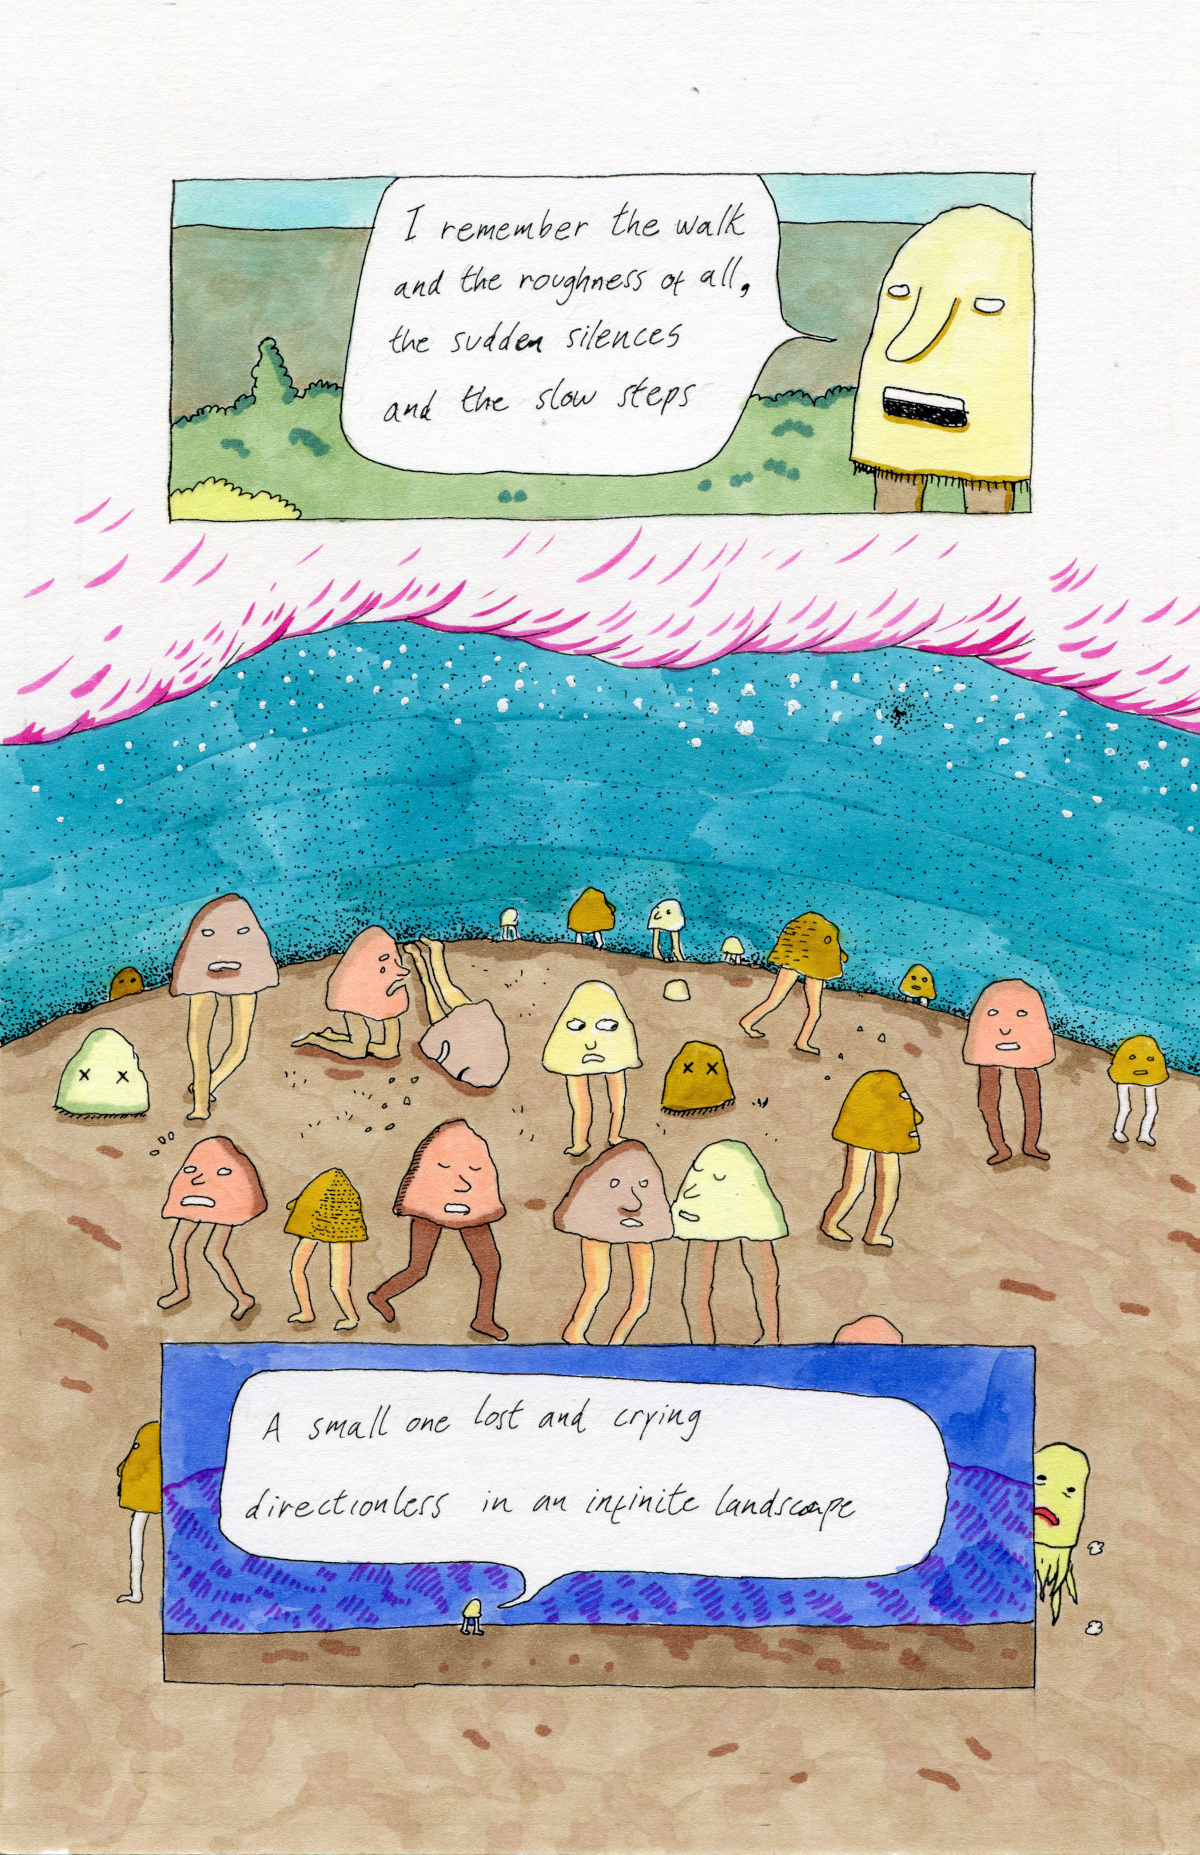 I remember the walk
and the roughness of all,
the sudden silences
and the slow steps
A small one lost and crying
directionless in an infinite landscape